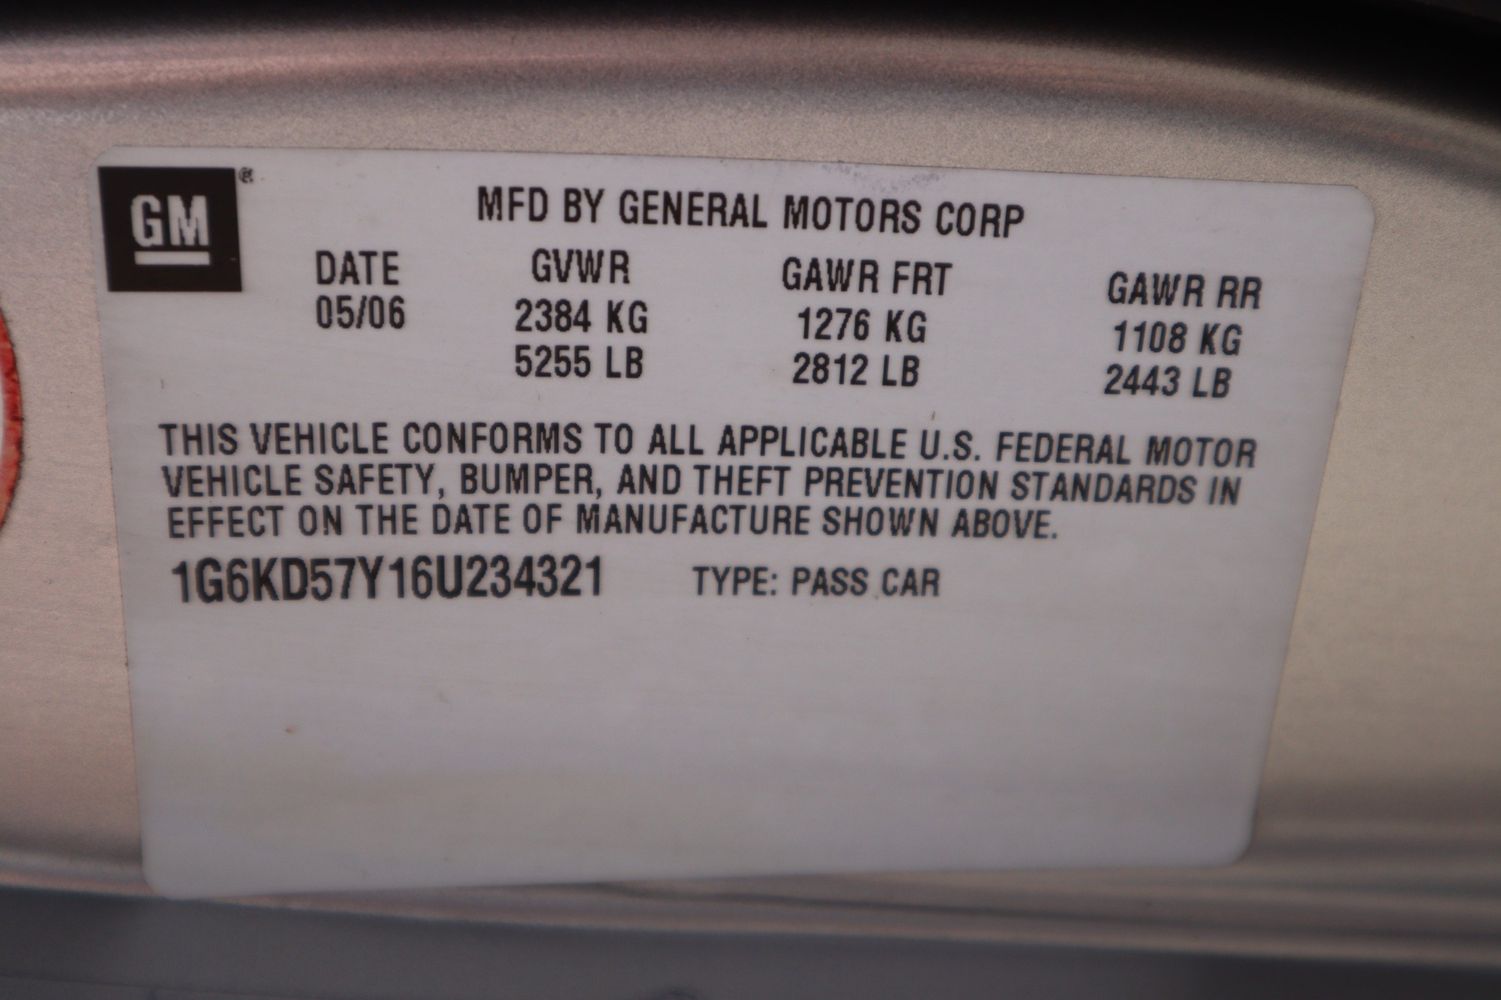 GM®
MFD BY GENERAL MOTORS CORP
DATE GVWR GAWR FRT GAWR RR
05/06 2384 KG 1276 KG 1108 KG
5255 LB 2812 LB 2443 LB
THIS VEHICLE CONFORMS TO ALL APPLICABLE U.S. FEDERAL MOTOR
VEHICLE SAFETY, BUMPER, AND THEFT PREVENTION STANDARDS IN
EFFECT ON THE DATE OF MANUFACTURE SHOWN ABOVE.
1G6KD57Y16U234321 TYPE: PASS CAR